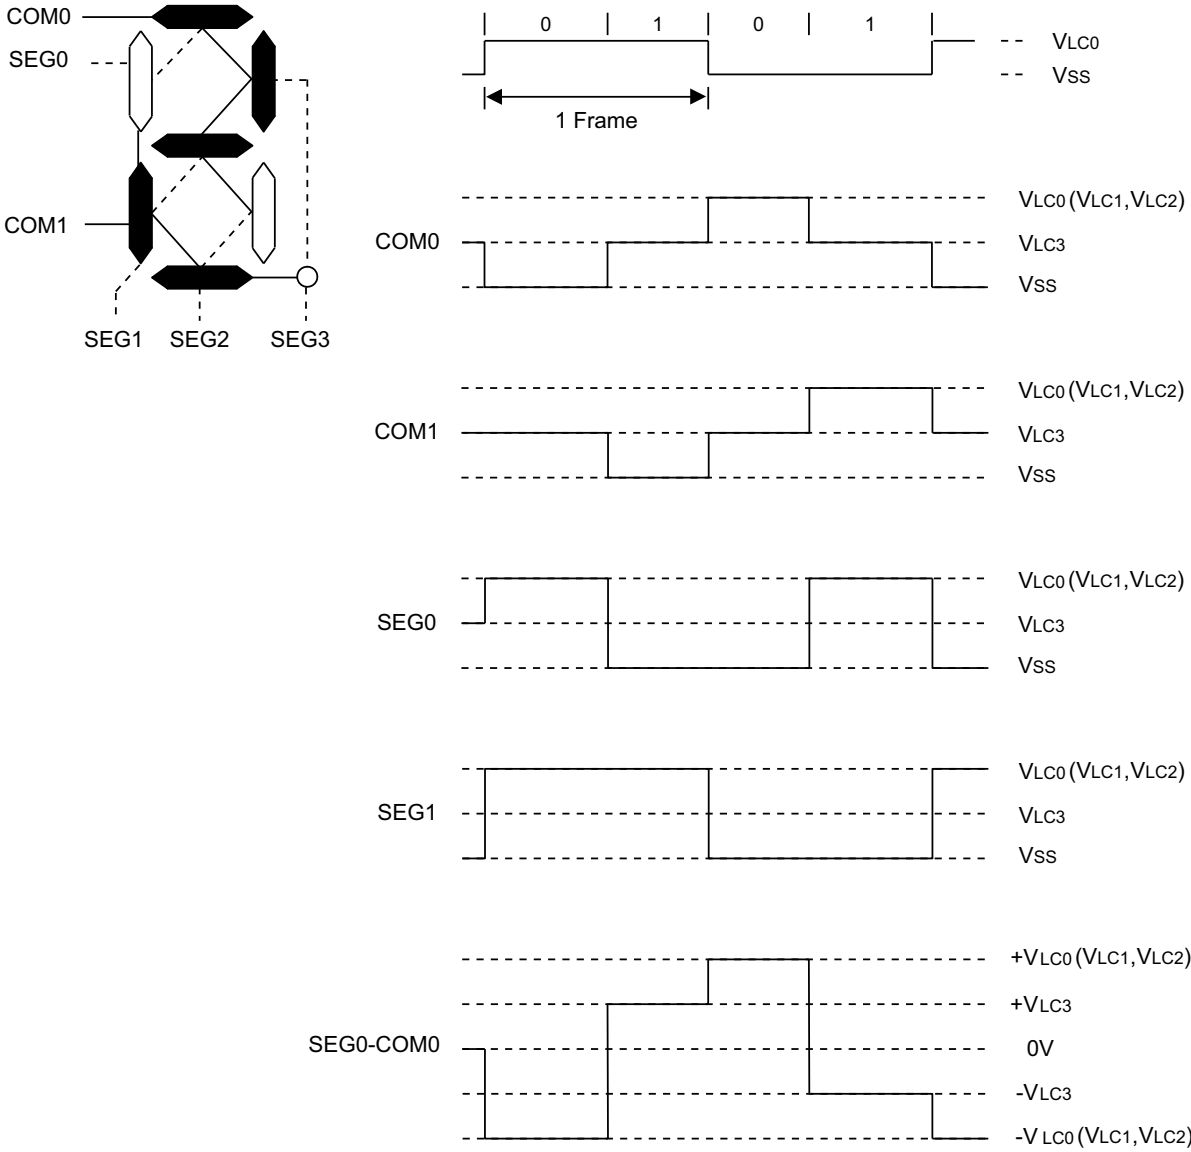 COM0
SEG0
COM1
SEG1 SEG2 SEG3
0 1 0 1
VLC0
VSS
1 Frame
COM0
VLC0 (VLC1,VLC2)
VLC3
VSS
COM1
VLC0 (VLC1,VLC2)
VLC3
VSS
SEG0
VLC0 (VLC1,VLC2)
VLC3
VSS
SEG1
VLC0 (VLC1,VLC2)
VLC3
VSS
SEG0-COM0
+VLC0 (VLC1,VLC2)
+VLC3
0V
-VLC3
-VLC0 (VLC1,VLC2)